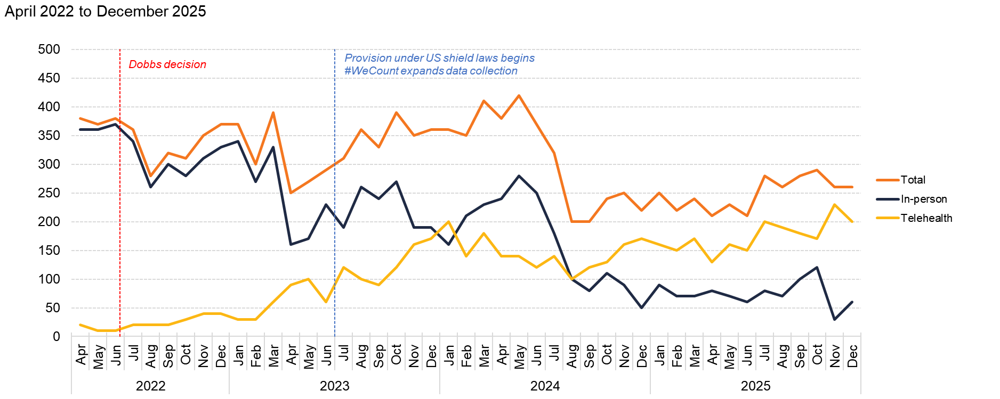 April 2022 to December 2025
500
450
400
350
300
250
200
150
100
50
0
Dobbs decision
Provision under US shield laws begins
#WeCount expands data collection
Total
In-person
Telehealth
Apr May Jun Jul Aug Sep Oct Nov Dec Jan Feb Mar Apr May Jun Jul Aug Sep Oct Nov Dec Jan Feb Mar Apr May Jun Jul Aug Sep Oct Nov Dec Jan Feb Mar Apr May Jun Jul Aug Sep Oct Nov Dec
2022 2023 2024 2025